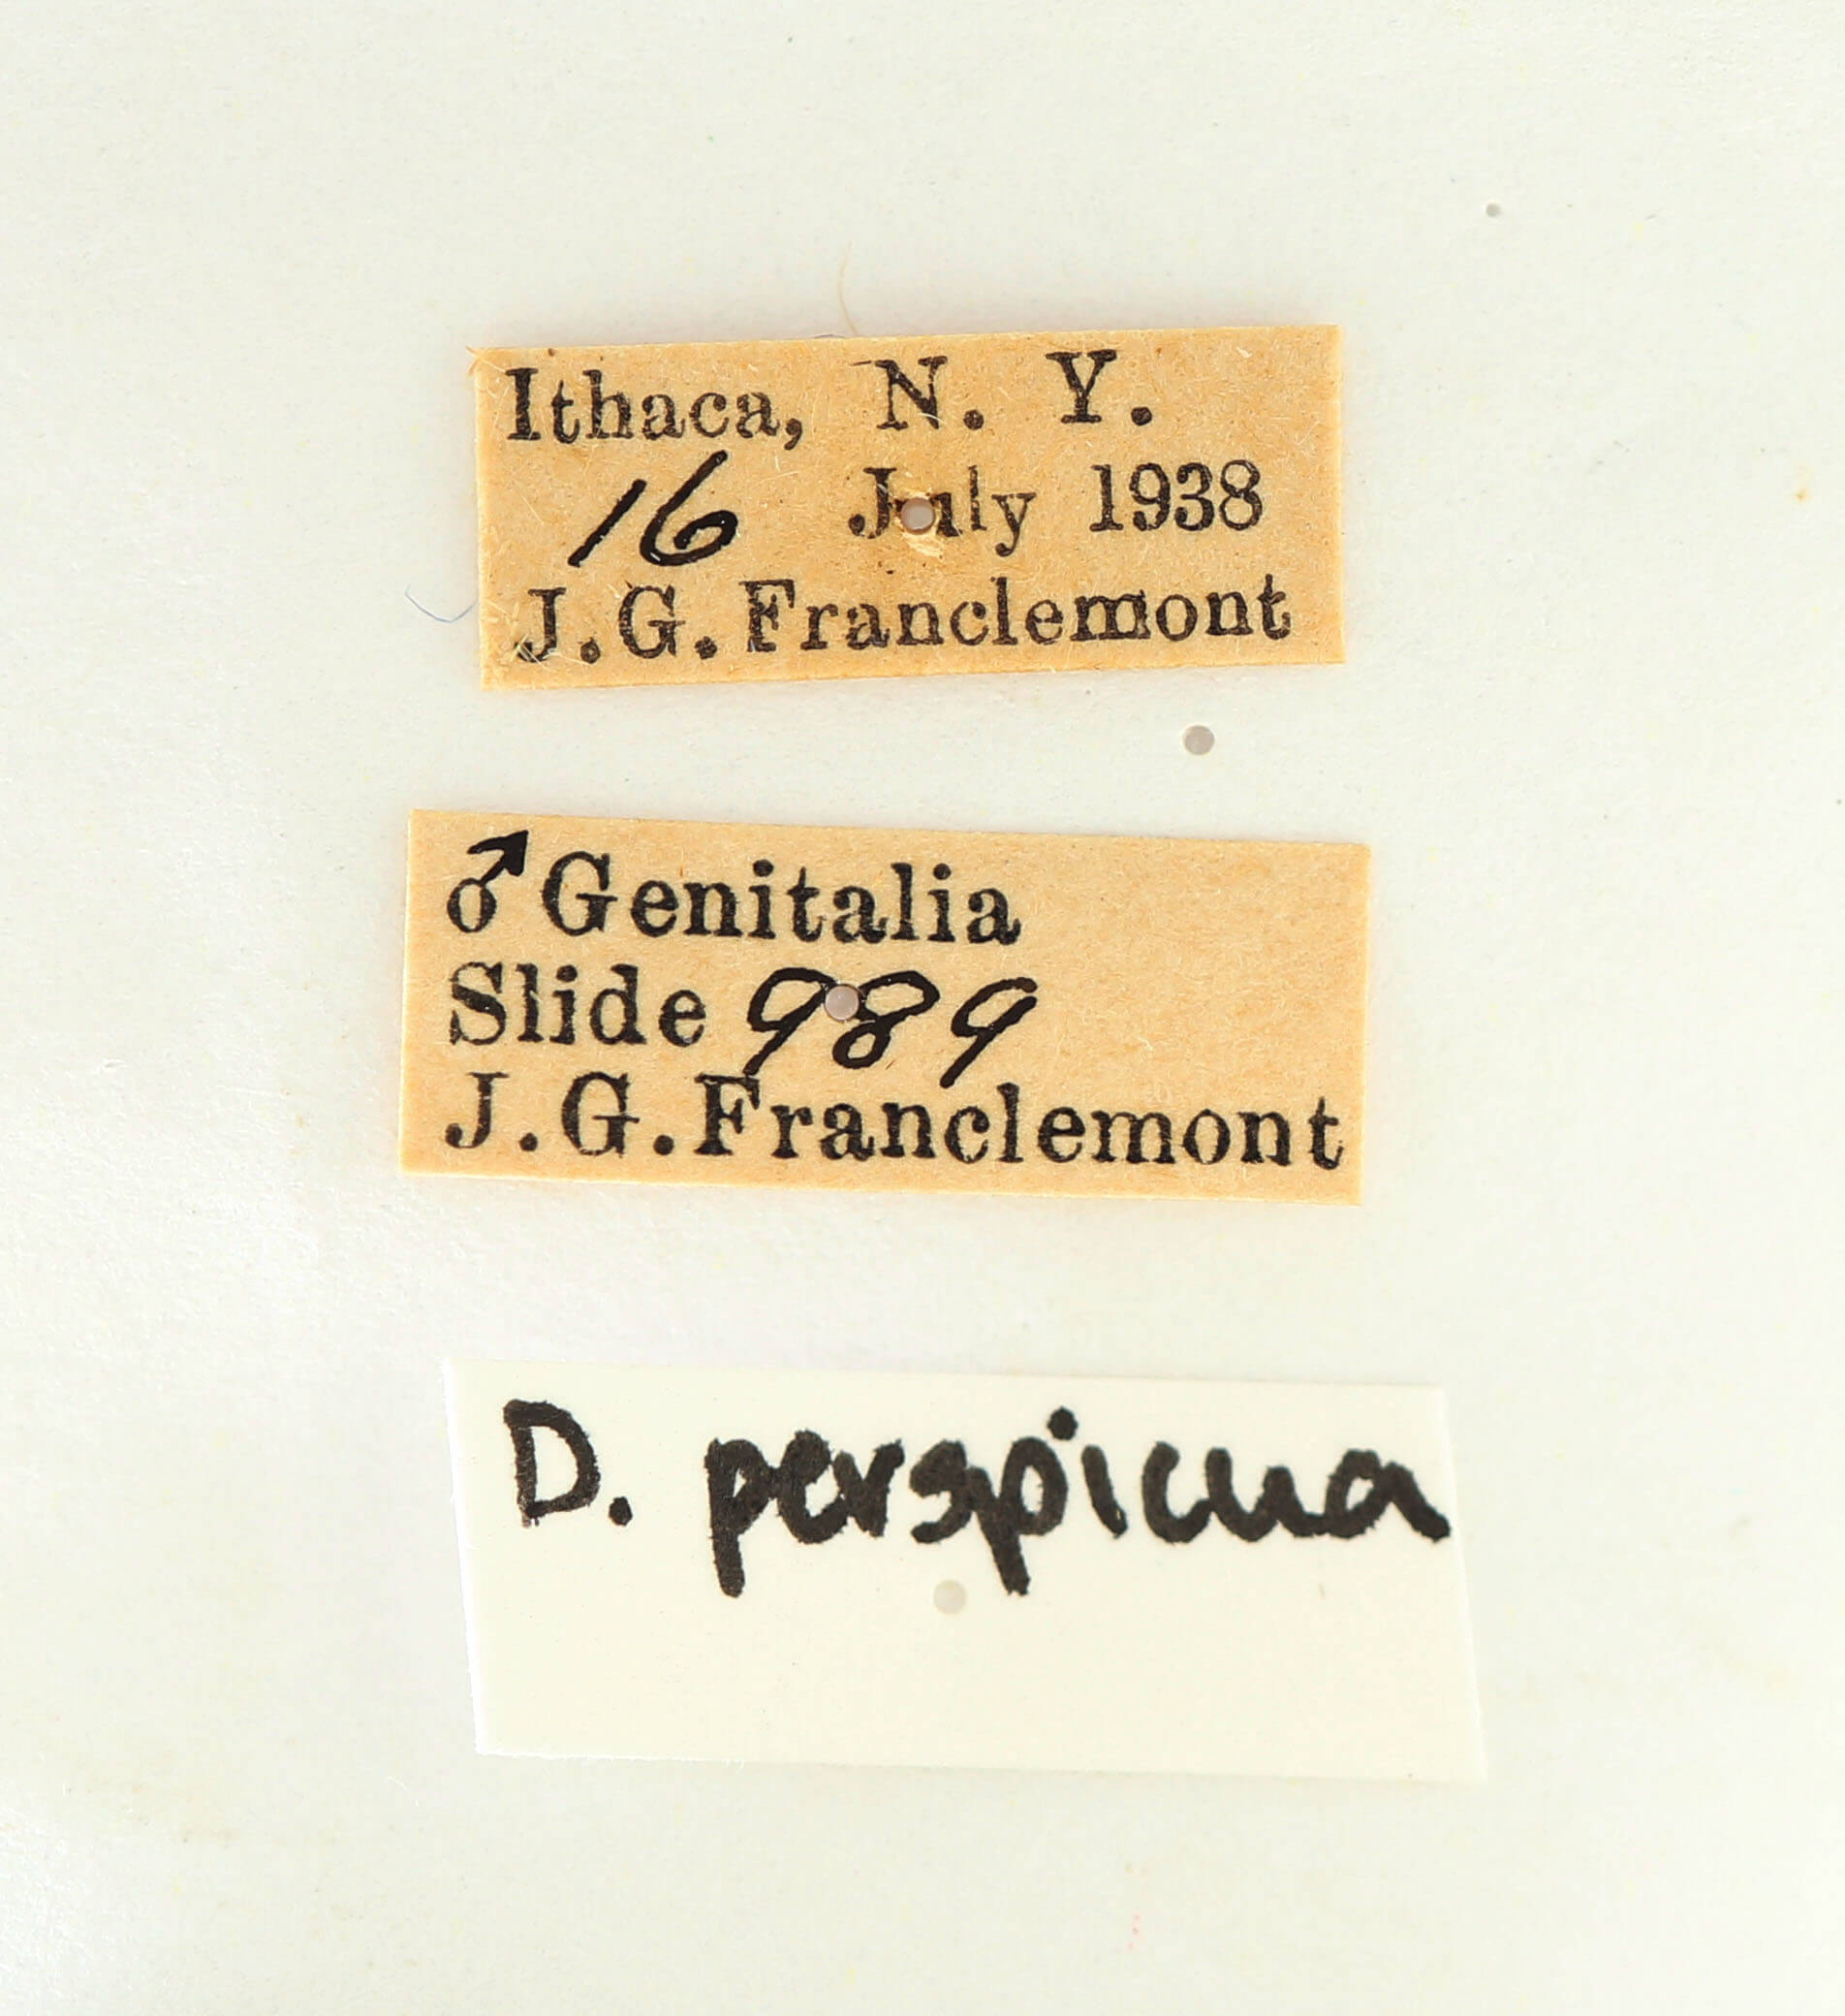 Ithaca, N. Y.
16 July 1938
J. G. Franclemont
♂ Genitalia
Slide 989
J. G. Franclemont
D. perspicua